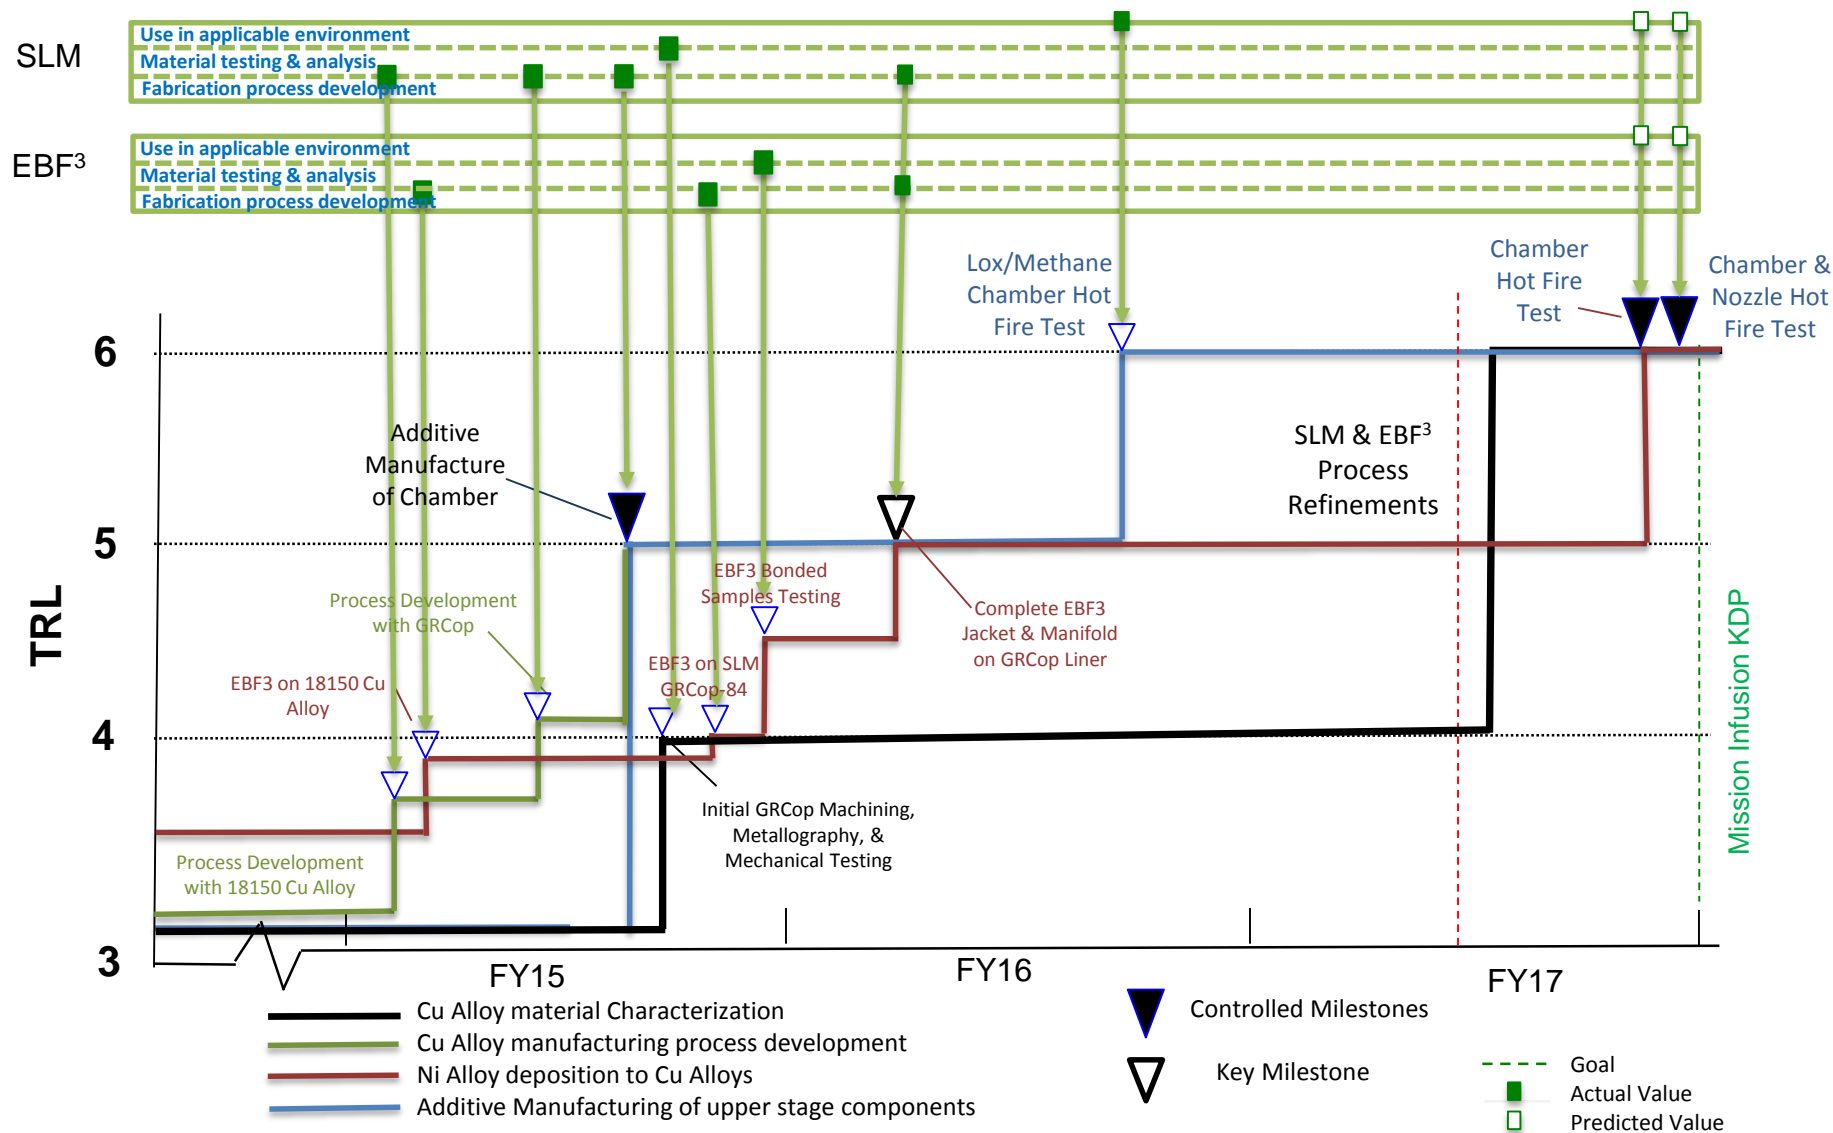 SLM
Use in applicable environment
Material testing & analysis
Fabrication process development
EBF3
Use in applicable environment
Material testing & analysis
Fabrication process development
Lox/Methane
Chamber Hot
Fire Test
Chamber
Hot Fire
Test
Chamber &
Nozzle Hot
Fire Test
6
Additive
Manufacture
of Chamber
SLM & EBF3
Process
Refinements
5
TRL
Process Development
with GRCop
EBF3 Bonded
Samples Testing
Complete EBF3
Jacket & Manifold
on GRCop Liner
EBF3 on 18150 Cu
Alloy
EBF3 on SLM
GRCop-84
4
Initial GRCop Machining,
Metallography, &
Mechanical Testing
Process Development
with 18150 Cu Alloy
Mission Infusion KDP
3
FY15
FY16
FY17
Cu Alloy material Characterization
Cu Alloy manufacturing process development
Ni Alloy deposition to Cu Alloys
Additive Manufacturing of upper stage components
Controlled Milestones
Key Milestone
Goal
Actual Value
Predicted Value